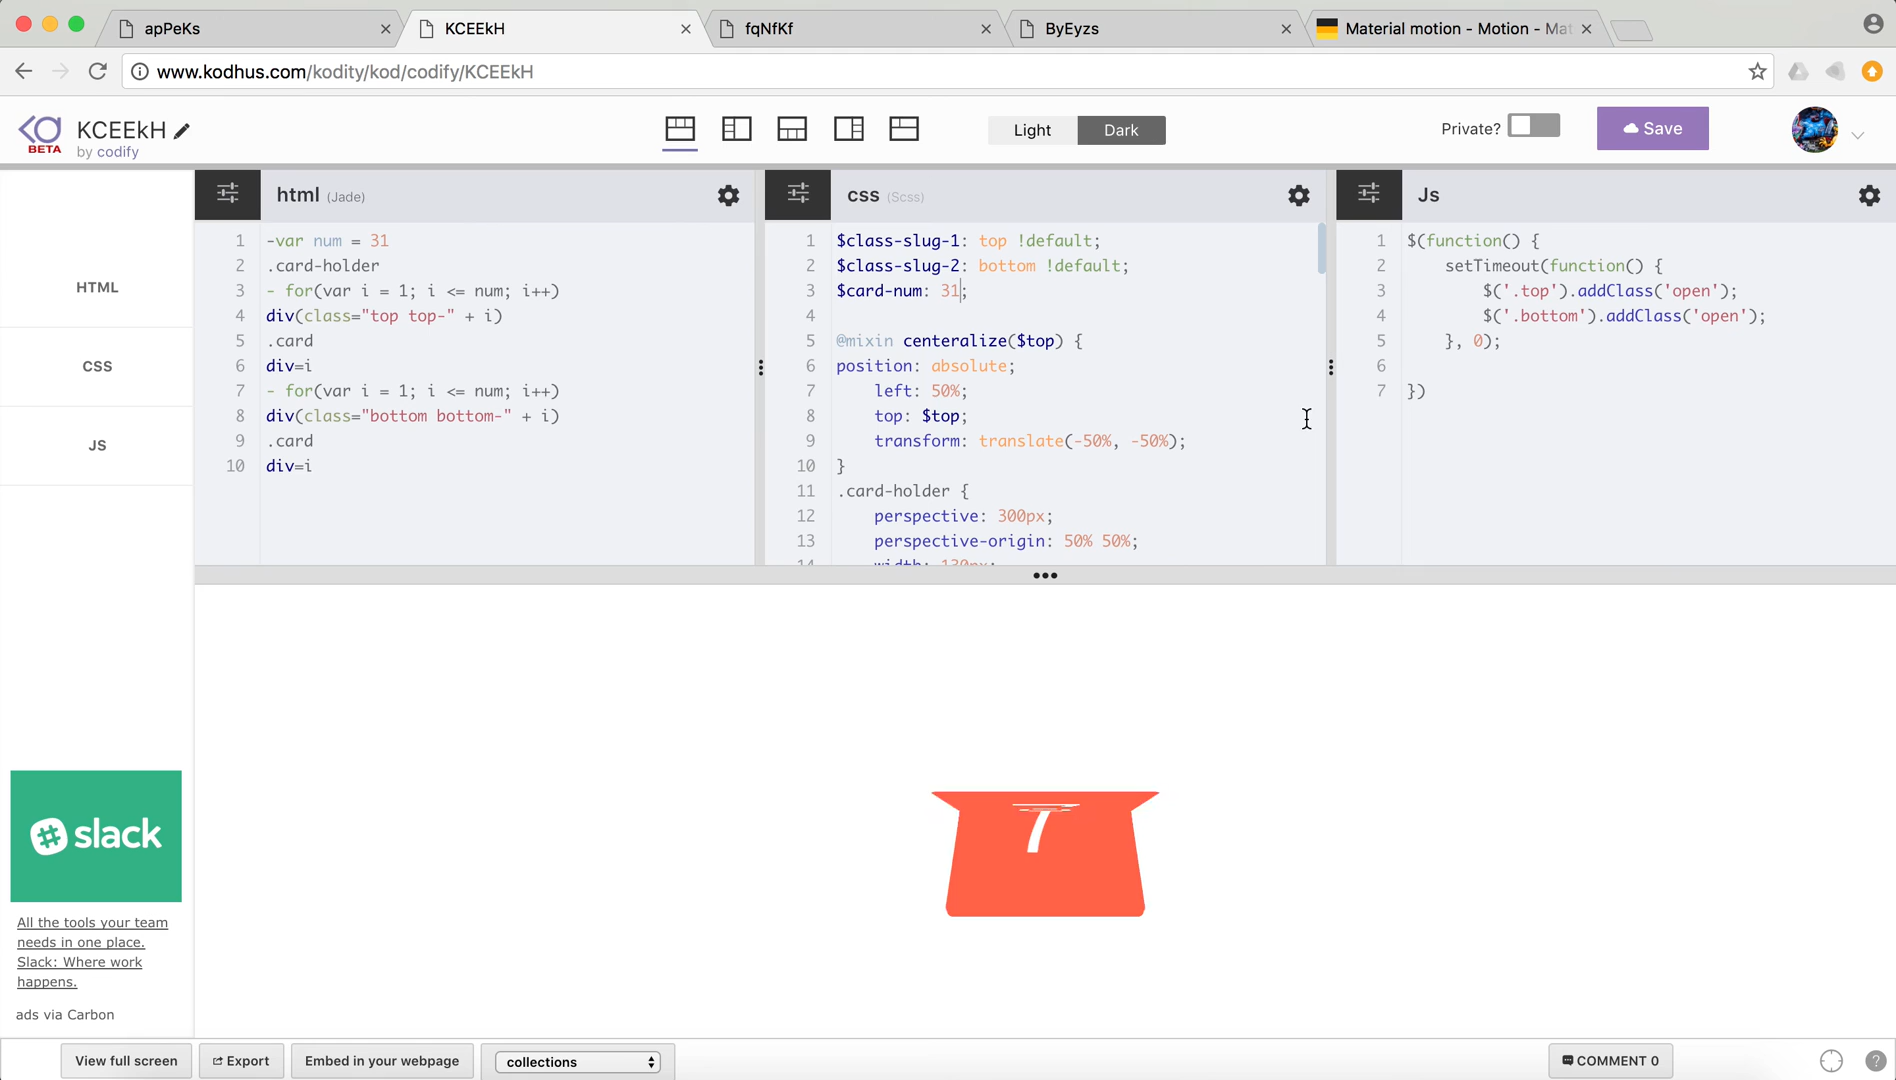 apPeKs
KCEEkH
fqNfKf
ByEyzs
Material motion - Motion - Mat
www.kodhus.com/kodity/kod/codify/KCEEkH
BETA
KCEEkH
by codify
Light
Dark
Private?
Save
HTML
CSS
JS
html (Jade)
1 -var num = 31
2 .card-holder
3 - for(var i = 1; i <= num; i++)
4 div(class="top top-" + i)
5 .card
6 div=i
7 - for(var i = 1; i <= num; i++)
8 div(class="bottom bottom-" + i)
9 .card
10 div=i
css (Scss)
1 $class-slug-1: top !default;
2 $class-slug-2: bottom !default;
3 $card-num: 31;
4
5 @mixin centeralize($top) {
6 position: absolute;
7 left: 50%;
8 top: $top;
9 transform: translate(-50%, -50%);
10 }
11 .card-holder {
12 perspective: 300px;
13 perspective-origin: 50% 50%;
14 width: 130px;
Js
1 $(function() {
2 setTimeout(function() {
3 $('.top').addClass('open');
4 $('.bottom').addClass('open');
5 }, 0);
6
7 })
7
slack
All the tools your team
needs in one place.
Slack: Where work
happens.
ads via Carbon
View full screen
Export
Embed in your webpage
collections
COMMENT 0
?